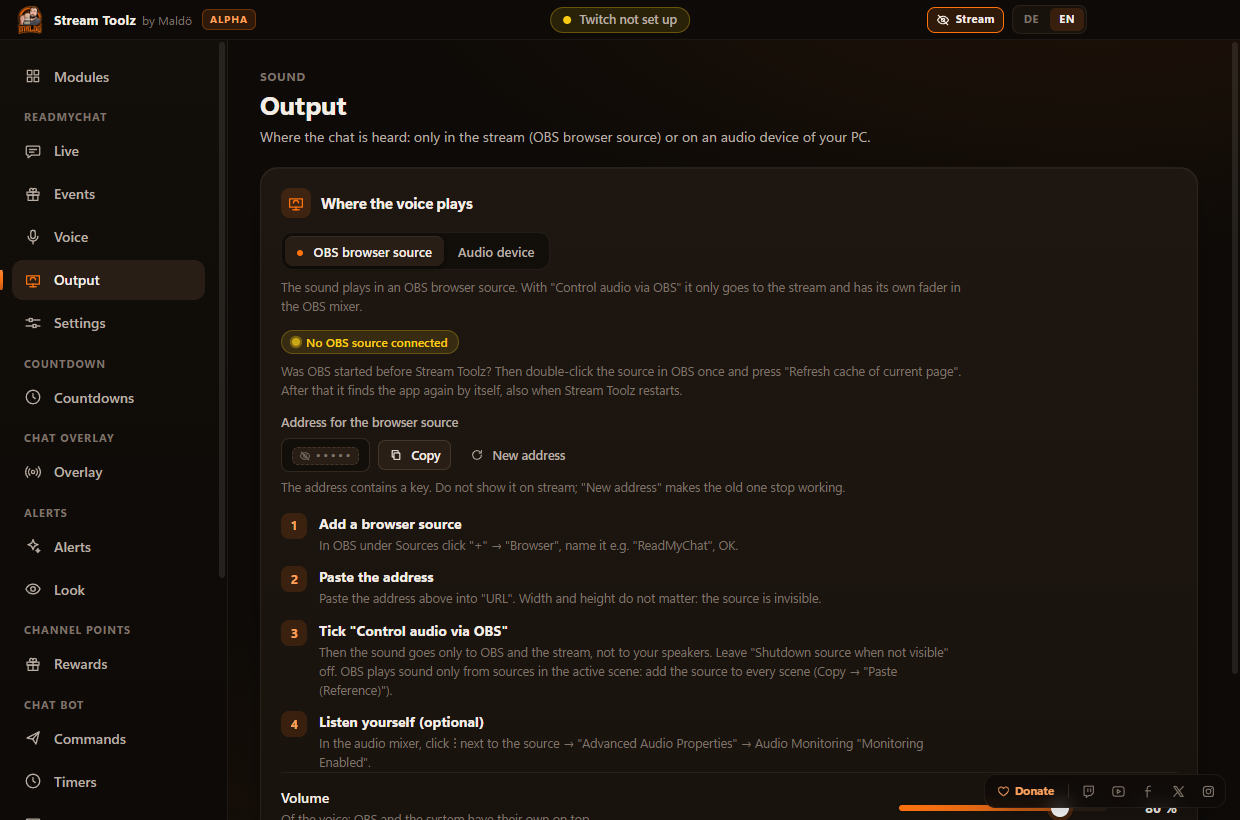 Stream Toolz by Maldö ALPHA
Twitch not set up
Stream
DE EN
Modules
READMYCHAT
Live
Events
Voice
Output
Settings
COUNTDOWN
Countdowns
CHAT OVERLAY
Overlay
ALERTS
Alerts
Look
CHANNEL POINTS
Rewards
CHAT BOT
Commands
Timers
SOUND
Output
Where the chat is heard: only in the stream (OBS browser source) or on an audio device of your PC.
Where the voice plays
OBS browser source Audio device
The sound plays in an OBS browser source. With "Control audio via OBS" it only goes to the stream and has its own fader in
the OBS mixer.
No OBS source connected
Was OBS started before Stream Toolz? Then double-click the source in OBS once and press "Refresh cache of current page".
After that it finds the app again by itself, also when Stream Toolz restarts.
Address for the browser source
••••• Copy New address
The address contains a key. Do not show it on stream; "New address" makes the old one stop working.
1 Add a browser source
In OBS under Sources click "+" → "Browser", name it e.g. "ReadMyChat", OK.
2 Paste the address
Paste the address above into "URL". Width and height do not matter: the source is invisible.
3 Tick "Control audio via OBS"
Then the sound goes only to OBS and the stream, not to your speakers. Leave "Shutdown source when not visible"
off. OBS plays sound only from sources in the active scene: add the source to every scene (Copy → "Paste
(Reference)").
4 Listen yourself (optional)
In the audio mixer, click ⋮ next to the source → "Advanced Audio Properties" → Audio Monitoring "Monitoring
Enabled".
Volume
80 %
Of the voice; OBS and the system have their own on top.
Donate